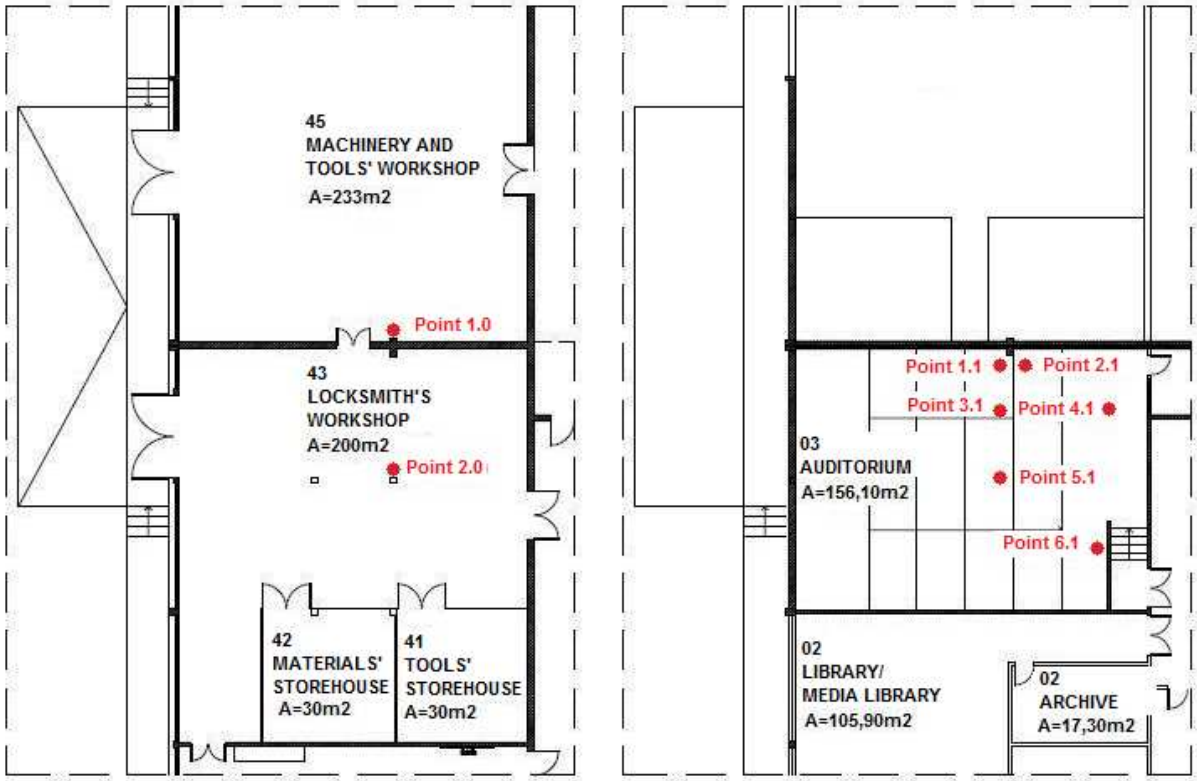 45
MACHINERY AND
TOOLS' WORKSHOP
A=233m2
Point 1.0
43
LOCKSMITH'S
WORKSHOP
A=200m2
Point 2.0
42
MATERIALS'
STOREHOUSE
A=30m2
41
TOOLS'
STOREHOUSE
A=30m2
Point 1.1
Point 2.1
Point 3.1
Point 4.1
03
AUDITORIUM
A=156,10m2
Point 5.1
Point 6.1
02
LIBRARY/
MEDIA LIBRARY
A=105,90m2
02
ARCHIVE
A=17,30m2